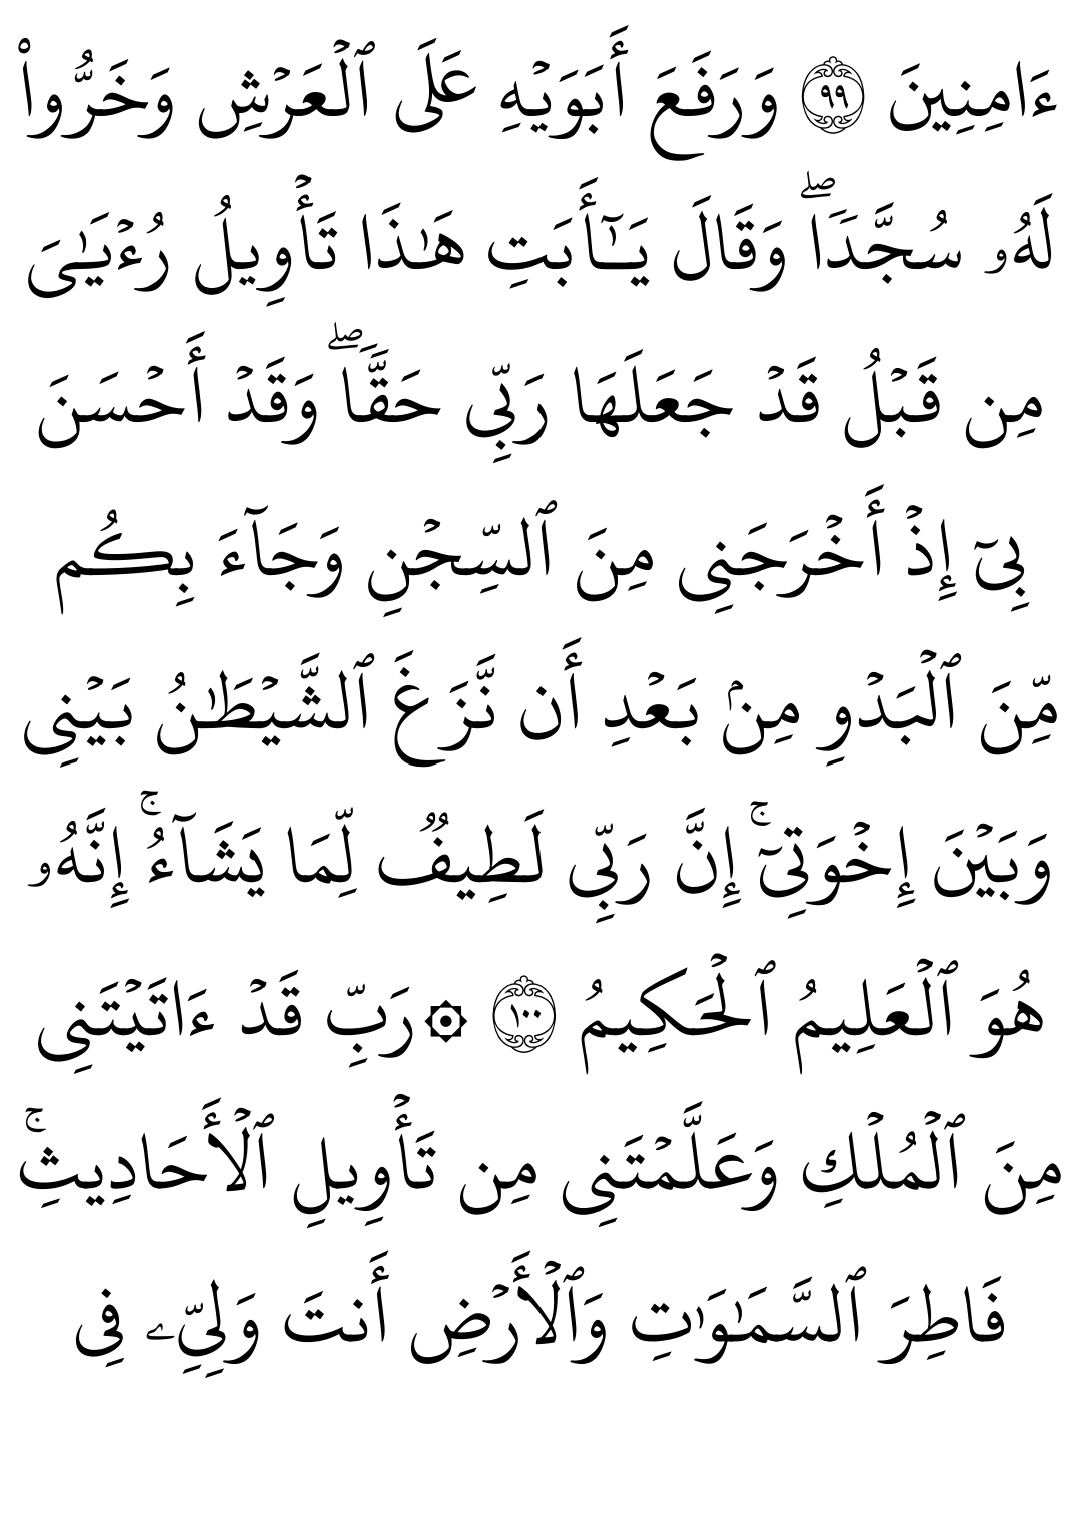 ءَامِنِينَ ٩٩ وَرَفَعَ أَبَوَيْهِ عَلَى ٱلْعَرْشِ وَخَرُّوا۟
لَهُۥ سُجَّدًۭا ۖ وَقَالَ يَـٰٓأَبَتِ هَـٰذَا تَأْوِيلُ رُءْيَـٰىَ
مِن قَبْلُ قَدْ جَعَلَهَا رَبِّى حَقًّۭا ۖ وَقَدْ أَحْسَنَ
بِىٓ إِذْ أَخْرَجَنِى مِنَ ٱلسِّجْنِ وَجَآءَ بِكُم
مِّنَ ٱلْبَدْوِ مِنۢ بَعْدِ أَن نَّزَغَ ٱلشَّيْطَـٰنُ بَيْنِى
وَبَيْنَ إِخْوَتِىٓ ۚ إِنَّ رَبِّى لَطِيفٌۭ لِّمَا يَشَآءُ ۚ إِنَّهُۥ
هُوَ ٱلْعَلِيمُ ٱلْحَكِيمُ ١٠٠ ۞ رَبِّ قَدْ ءَاتَيْتَنِى
مِنَ ٱلْمُلْكِ وَعَلَّمْتَنِى مِن تَأْوِيلِ ٱلْأَحَادِيثِ ۚ
فَاطِرَ ٱلسَّمَـٰوَٰتِ وَٱلْأَرْضِ أَنتَ وَلِىِّۦ فِى